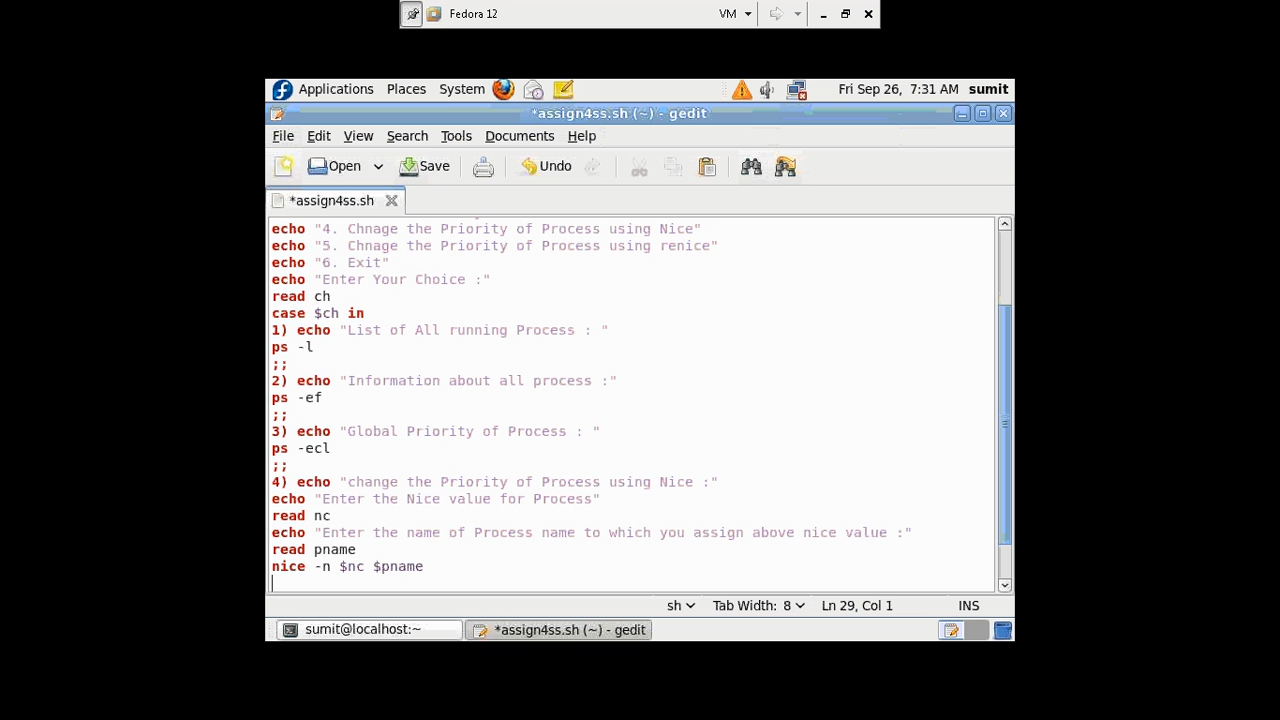 Fedora 12 VM
Applications Places System Fri Sep 26, 7:31 AM sumit
*assign4ss.sh (~) - gedit
File Edit View Search Tools Documents Help
Open Save Undo
*assign4ss.sh
echo "4. Chnage the Priority of Process using Nice"
echo "5. Chnage the Priority of Process using renice"
echo "6. Exit"
echo "Enter Your Choice :"
read ch
case $ch in
1) echo "List of All running Process : "
ps -l
;;
2) echo "Information about all process :"
ps -ef
;;
3) echo "Global Priority of Process : "
ps -ecl
;;
4) echo "change the Priority of Process using Nice :"
echo "Enter the Nice value for Process"
read nc
echo "Enter the name of Process name to which you assign above nice value :"
read pname
nice -n $nc $pname
sh Tab Width: 8 Ln 29, Col 1 INS
sumit@localhost:~ *assign4ss.sh (~) - gedit